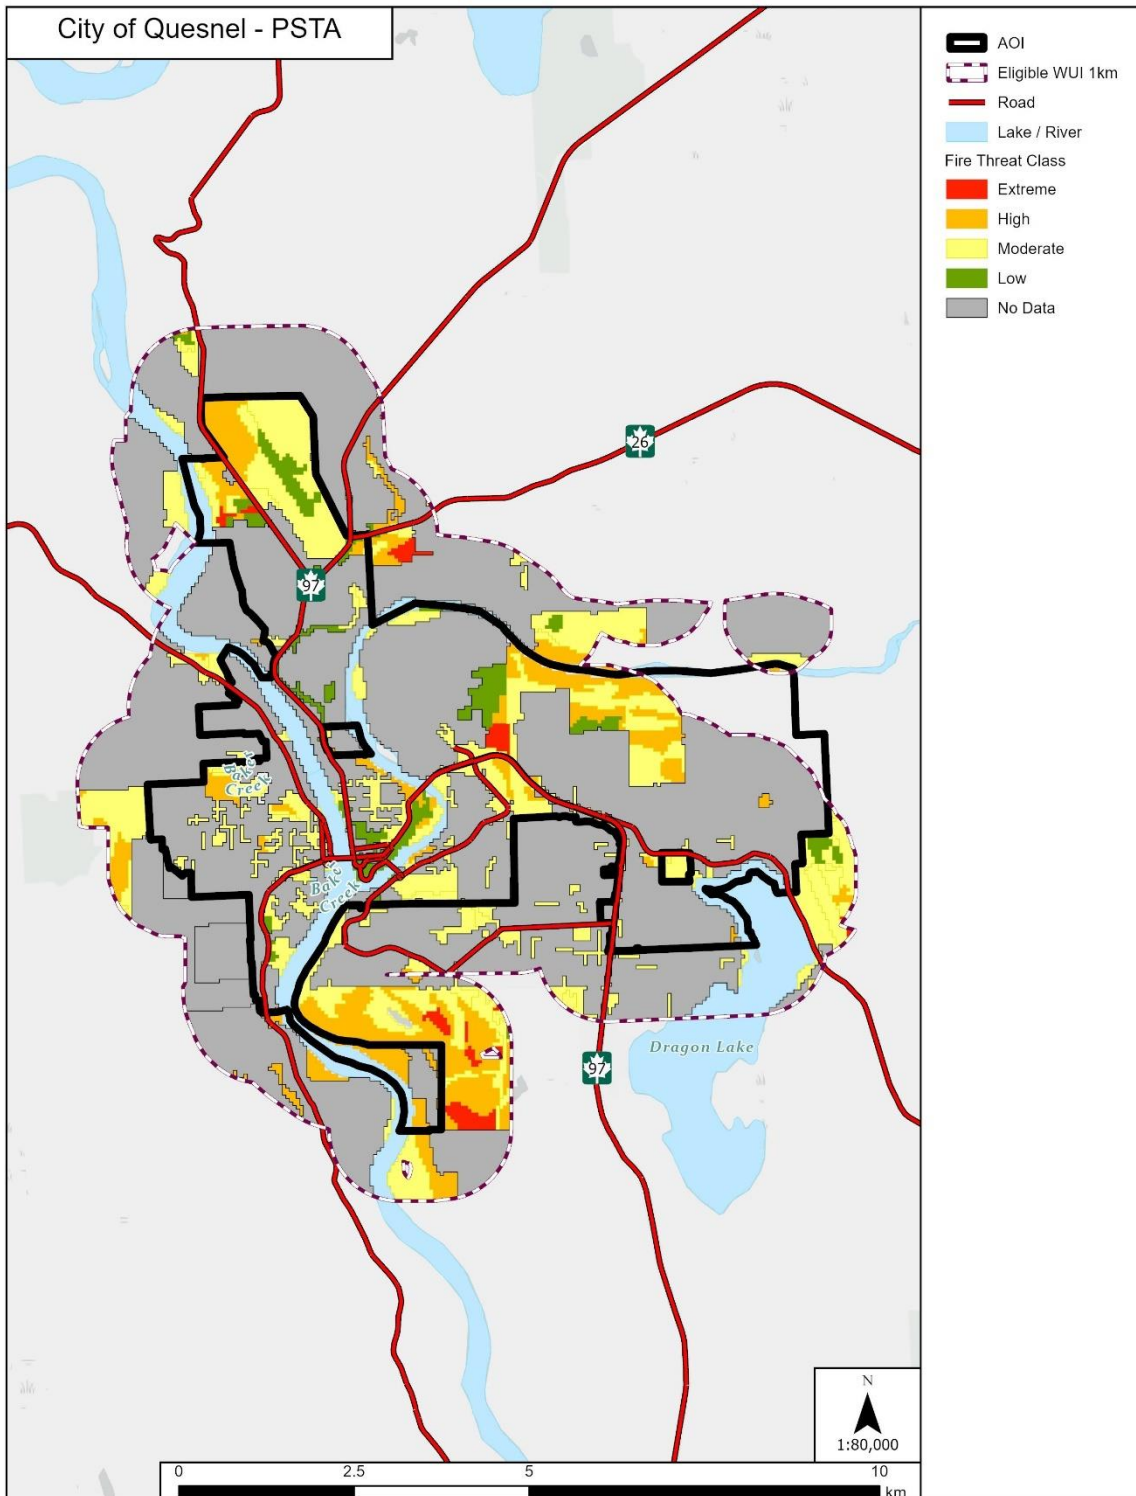 City of Quesnel - PSTA
AOI
Eligible WUI 1km
Road
Lake / River
Fire Threat Class
Extreme
High
Moderate
Low
No Data
26
97
Baker
Creek
Baker
Creek
Dragon Lake
97
N
1:80,000
0 2.5 5 10
km